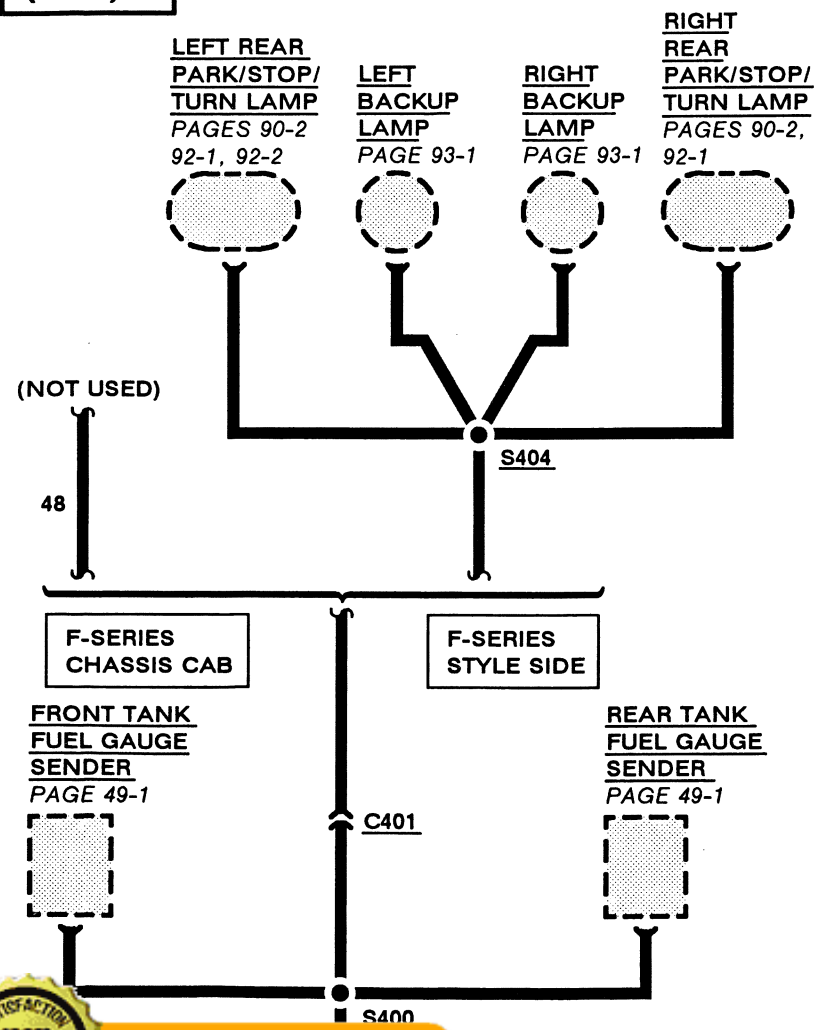 RIGHT
REAR
PARK/STOP/
TURN LAMP
PAGES 90-2,
92-1
LEFT REAR
PARK/STOP/
TURN LAMP
PAGES 90-2
92-1, 92-2
LEFT
BACKUP
LAMP
PAGE 93-1
RIGHT
BACKUP
LAMP
PAGE 93-1
(NOT USED)
S404
48
F-SERIES
CHASSIS CAB
F-SERIES
STYLE SIDE
FRONT TANK
FUEL GAUGE
SENDER
PAGE 49-1
REAR TANK
FUEL GAUGE
SENDER
PAGE 49-1
C401
S400